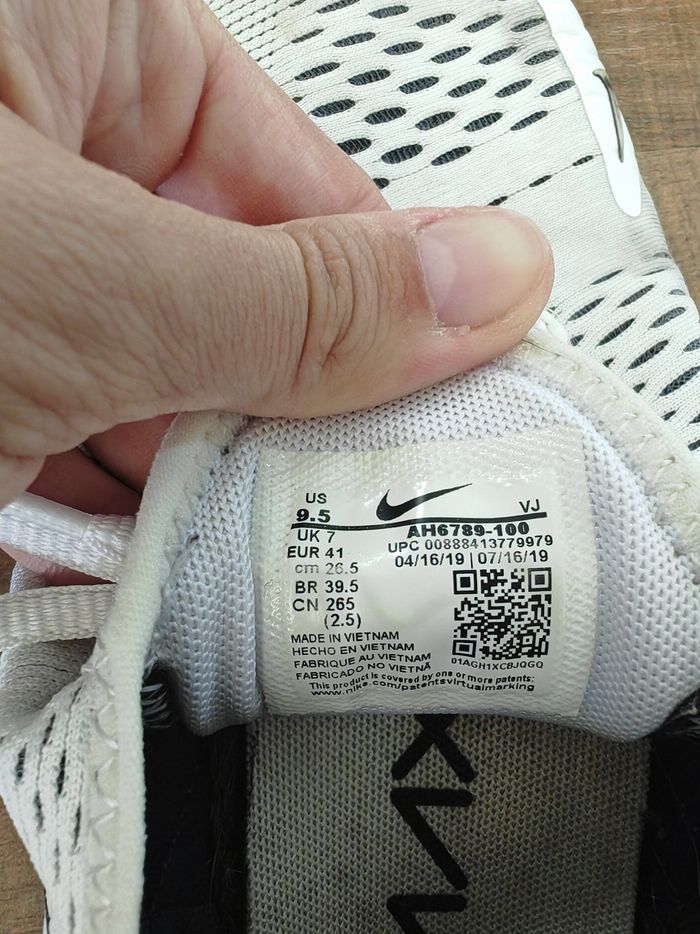 US
9.5
VJ
AH6789-100
UK 7
UPC 00888413779979
EUR 41
04/16/19 | 07/16/19
cm 26.5
BR 39.5
CN 265
(2.5)
MADE IN VIETNAM
HECHO EN VIETNAM
FABRIQUE AU VIETNAM
FABRICADO NO VIETNÃ
01AGH1XCBJQGQ
This product is covered by one or more patents:
www.nike.com/patentsvirtualmarking